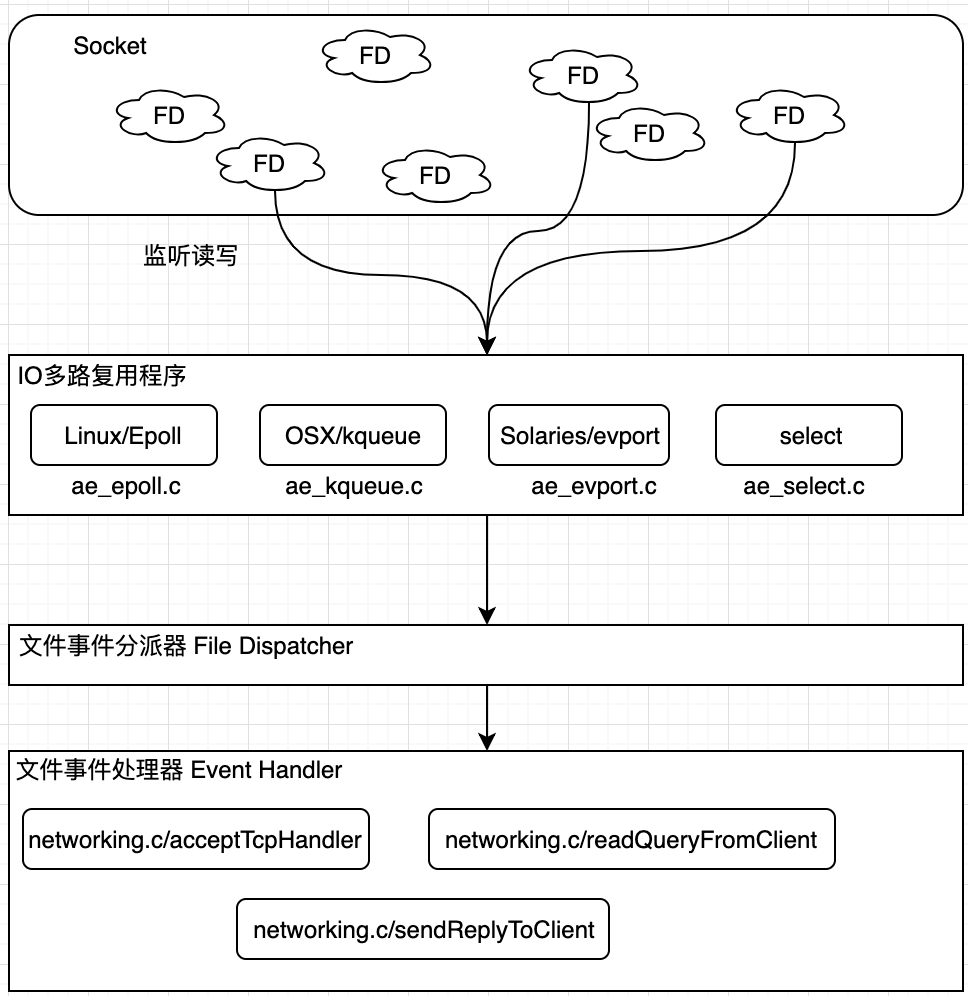 Socket
FD
FD
FD
FD
FD
FD
FD
监听读写
IO多路复用程序
Linux/Epoll
OSX/kqueue
Solaries/evport
select
ae_epoll.c
ae_kqueue.c
ae_evport.c
ae_select.c
文件事件分派器 File Dispatcher
文件事件处理器 Event Handler
networking.c/acceptTcpHandler
networking.c/readQueryFromClient
networking.c/sendReplyToClient